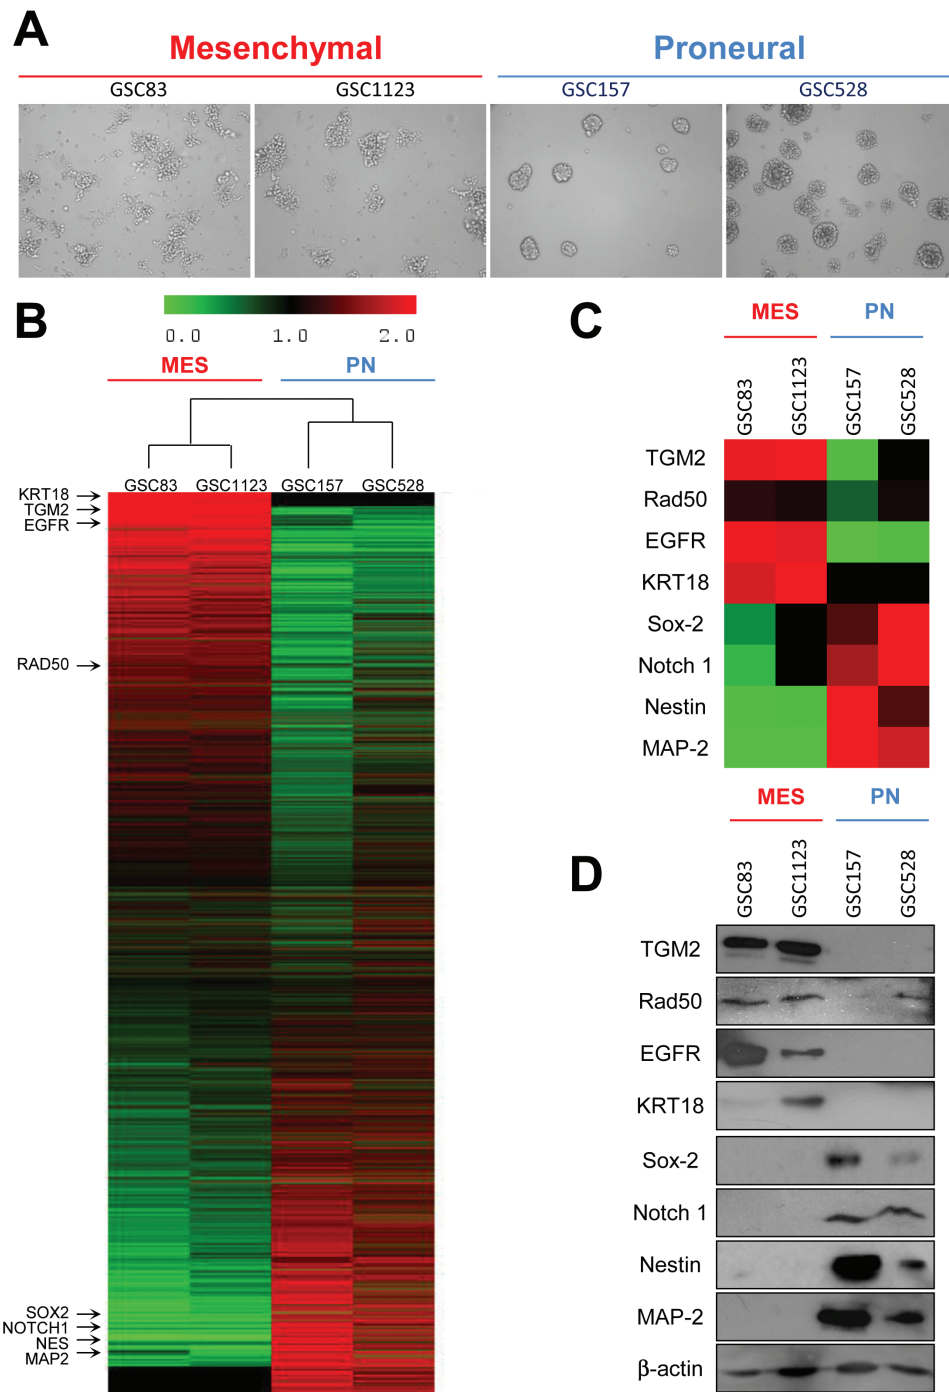 A
Mesenchymal
Proneural
GSC83
GSC1123
GSC157
GSC528
B
0.0
1.0
2.0
MES
PN
GSC83
GSC1123
GSC157
GSC528
KRT18
TGM2
EGFR
RAD50
SOX2
NOTCH1
NES
MAP2
C
MES
PN
GSC83
GSC1123
GSC157
GSC528
TGM2
Rad50
EGFR
KRT18
Sox-2
Notch 1
Nestin
MAP-2
D
MES
PN
GSC83
GSC1123
GSC157
GSC528
TGM2
Rad50
EGFR
KRT18
Sox-2
Notch 1
Nestin
MAP-2
β-actin